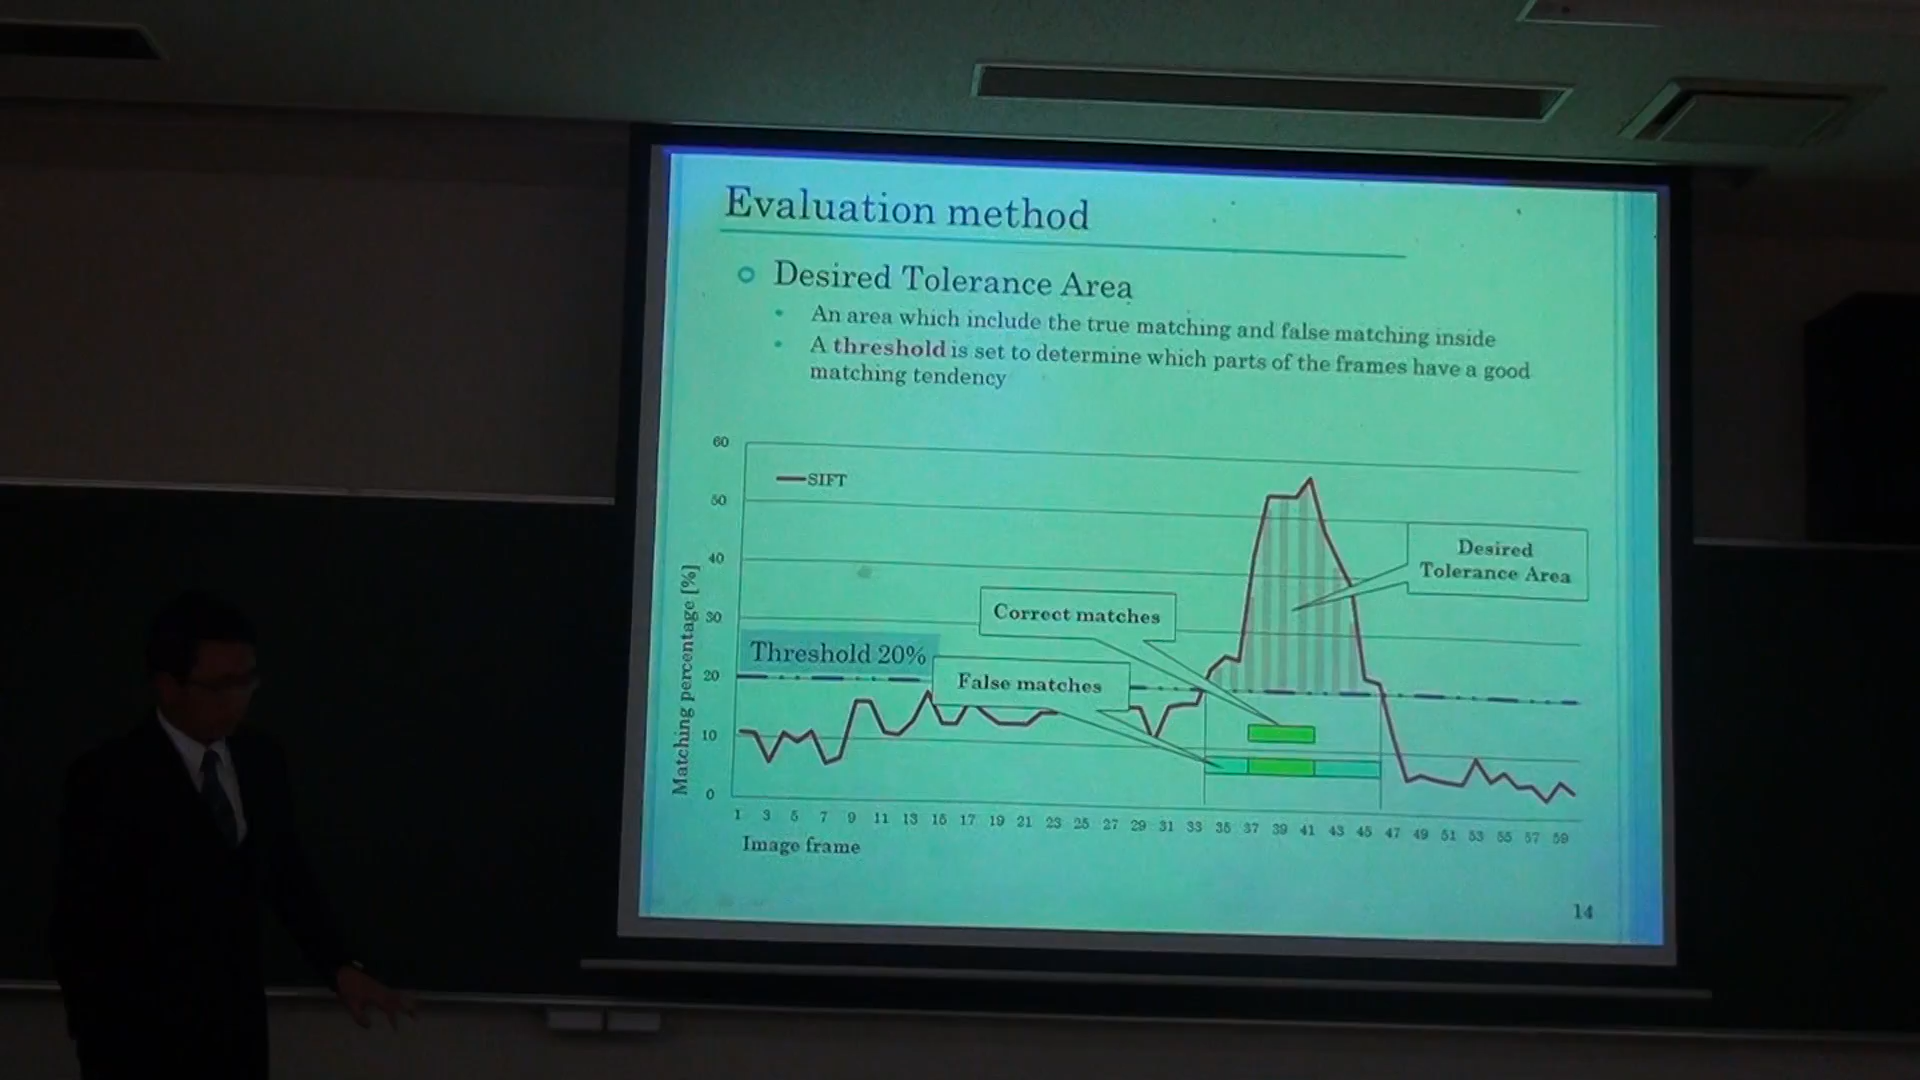 Evaluation method
Desired Tolerance Area
An area which include the true matching and false matching inside
A threshold is set to determine which parts of the frames have a good
matching tendency
60
SIFT
50
Desired
Tolerance Area
40
Correct matches
30
Threshold 20%
False matches
20
10
0
Matching percentage [%]
1 3 5 7 9 11 13 15 17 19 21 23 25 27 29 31 33 35 37 39 41 43 45 47 49 51 53 55 57 59
Image frame
14